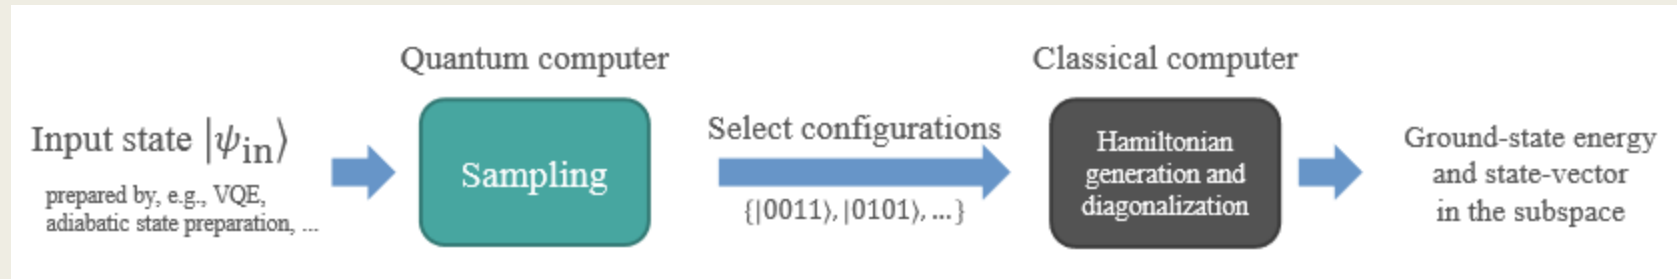 Input state |ψin⟩
prepared by, e.g., VQE,
adiabatic state preparation, ...
Quantum computer
Sampling
Select configurations
{|0011⟩, |0101⟩, ...}
Classical computer
Hamiltonian
generation and
diagonalization
Ground-state energy
and state-vector
in the subspace